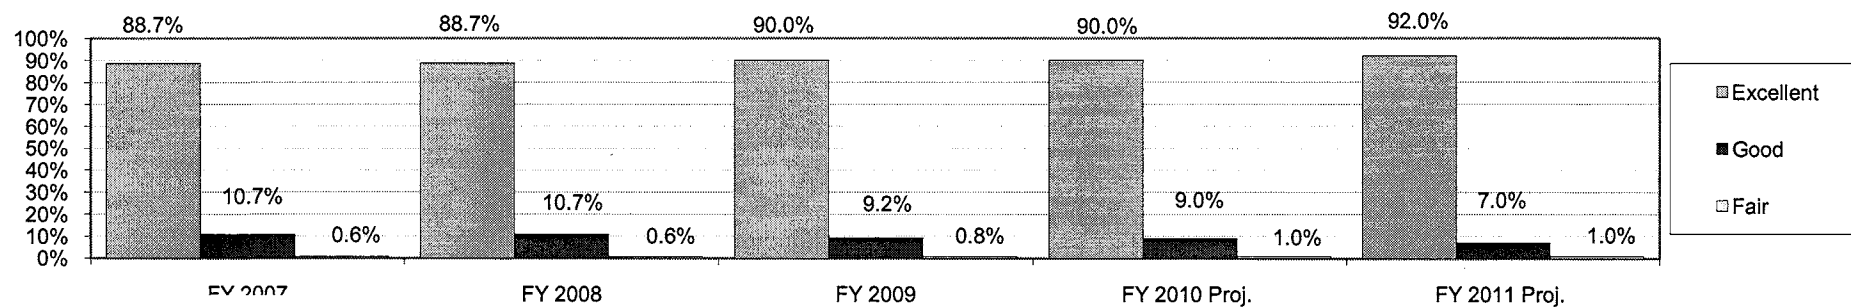 88.7% 88.7% 90.0% 90.0% 92.0%
100%
90%
80%
70%
60%
50%
40%
30%
20%
10%
0%
10.7% 0.6% 10.7% 0.6% 9.2% 0.8% 9.0% 1.0% 7.0% 1.0%
FY 2007 FY 2008 FY 2009 FY 2010 Proj. FY 2011 Proj.
Excellent
Good
Fair